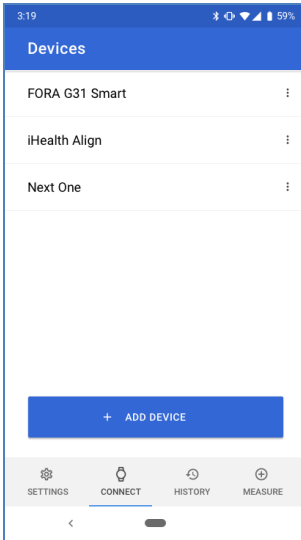 3:19 59%
Devices
FORA G31 Smart
iHealth Align
Next One
+ ADD DEVICE
SETTINGS CONNECT HISTORY MEASURE